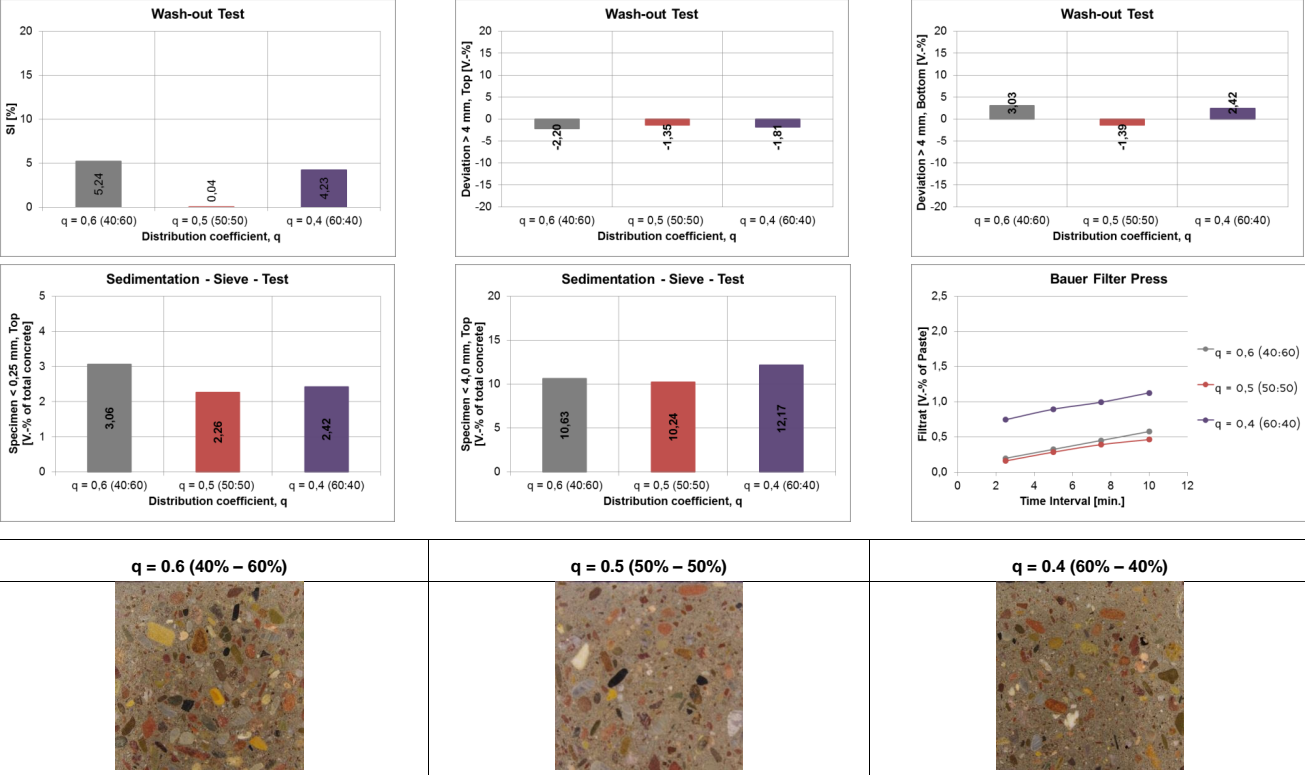 Wash-out Test
SI [%]
20
15
10
5
0
5,24
0,04
4,23
q = 0,6 (40:60)
q = 0,5 (50:50)
q = 0,4 (60:40)
Distribution coefficient, q
Wash-out Test
Deviation > 4 mm, Top [V.-%]
20
15
10
5
0
-5
-10
-15
-20
-2,20
-1,35
-1,81
q = 0,6 (40:60)
q = 0,5 (50:50)
q = 0,4 (60:40)
Distribution coefficient, q
Wash-out Test
Deviation > 4 mm, Bottom [V.-%]
20
15
10
5
0
-5
-10
-15
-20
3,03
-1,39
2,42
q = 0,6 (40:60)
q = 0,5 (50:50)
q = 0,4 (60:40)
Distribution coefficient, q
Sedimentation - Sieve - Test
Specimen < 0,25 mm, Top
[V.-% of total concrete]
5
4
3
2
1
0
3,06
2,26
2,42
q = 0,6 (40:60)
q = 0,5 (50:50)
q = 0,4 (60:40)
Distribution coefficient, q
Sedimentation - Sieve - Test
Specimen < 4,0 mm, Top
[V.-% of total concrete]
20
15
10
5
0
10,63
10,24
12,17
q = 0,6 (40:60)
q = 0,5 (50:50)
q = 0,4 (60:40)
Distribution coefficient, q
Bauer Filter Press
Filtrat [V.-% of Paste]
2,5
2,0
1,5
1,0
0,5
0,0
0
2
4
6
8
10
12
Time Interval [min.]
q = 0,6 (40:60)
q = 0,5 (50:50)
q = 0,4 (60:40)
q = 0.6 (40% – 60%)
q = 0.5 (50% – 50%)
q = 0.4 (60% – 40%)